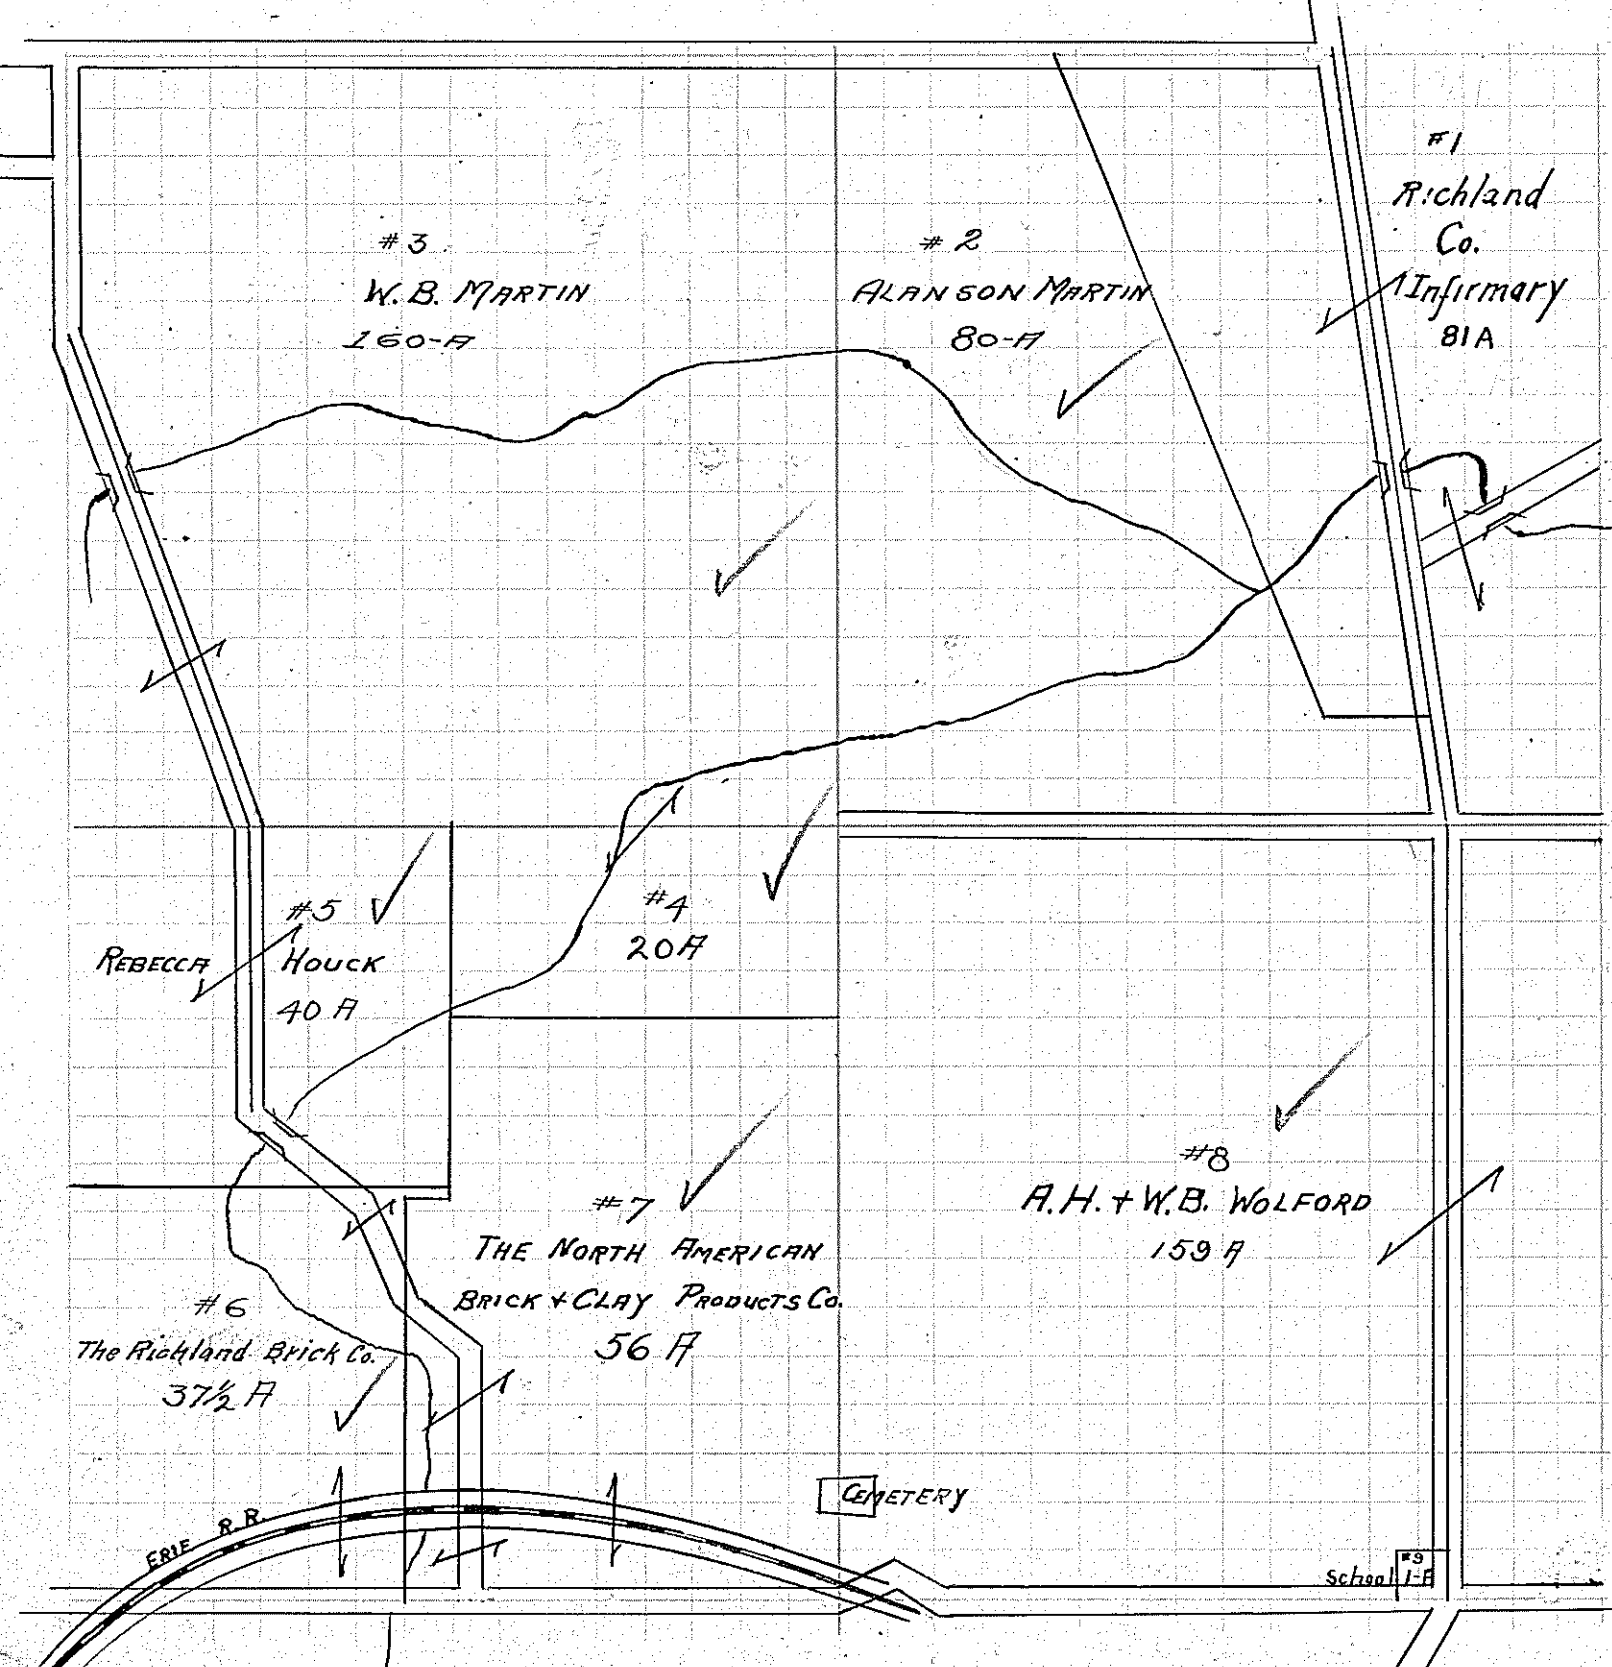 #1
Richland
Co.
Infirmary
81A
#3
W. B. MARTIN
160-A
#2
ALANSON MARTIN
80-A
#5
REBECCA HOUCK
40 A
#4
20A
#7
THE NORTH AMERICAN
BRICK + CLAY PRODUCTS Co.
56 A
#8
A.H. + W.B. WOLFORD
159 A
#6
The Richland Brick Co.
37½ A
ERIE R.R.
CEMETERY
#9
School 1-A